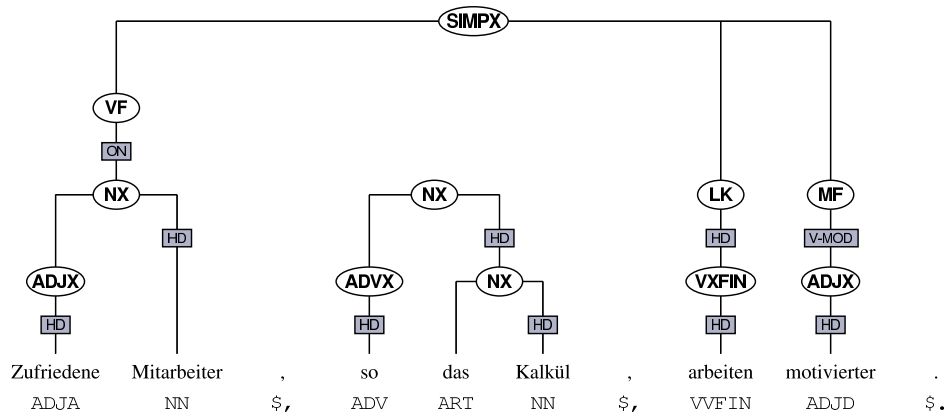 SIMPX
VF
ON
NX NX LK MF
HD HD HD V-MOD
ADJX ADVX NX VXFIN ADJX
HD HD HD HD HD
Zufriedene Mitarbeiter , so das Kalkül , arbeiten motivierter .
ADJA NN $, ADV ART NN $, VVFIN ADJD $.